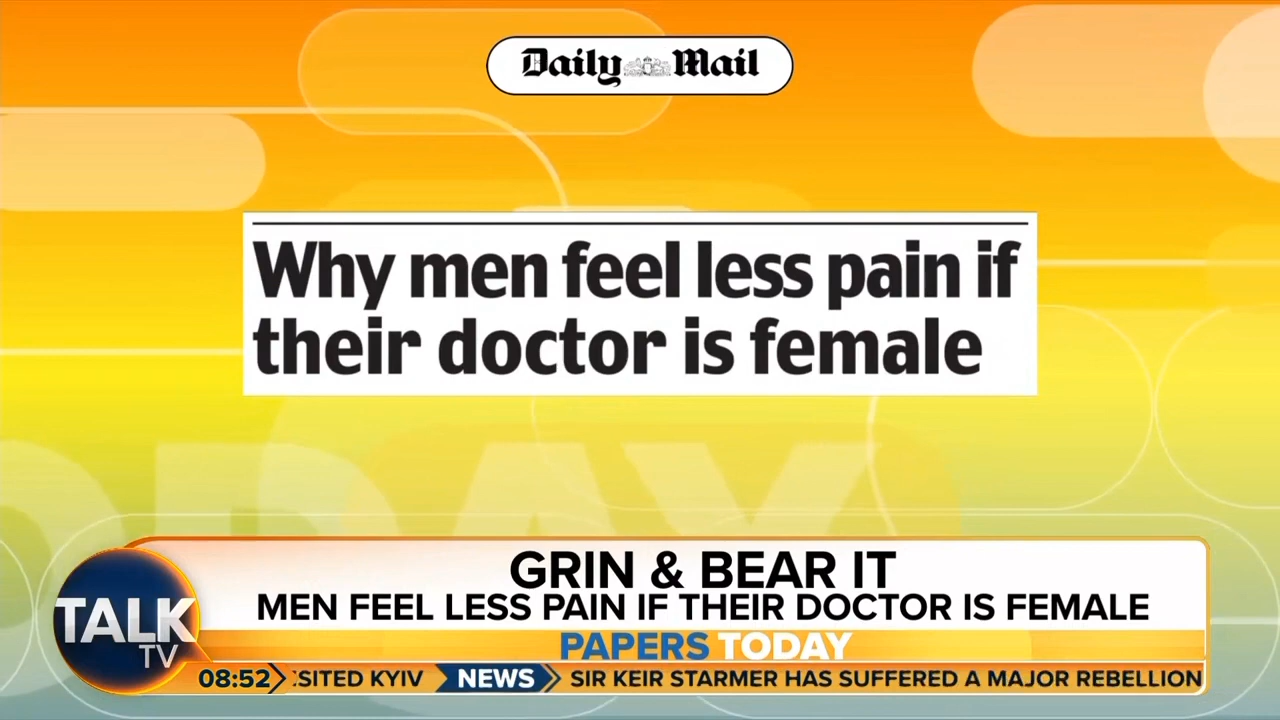 Daily Mail
Why men feel less pain if
their doctor is female
GRIN & BEAR IT
MEN FEEL LESS PAIN IF THEIR DOCTOR IS FEMALE
PAPERS TODAY
TALK
TV
08:52 SITED KYIV NEWS SIR KEIR STARMER HAS SUFFERED A MAJOR REBELLION
ODAY